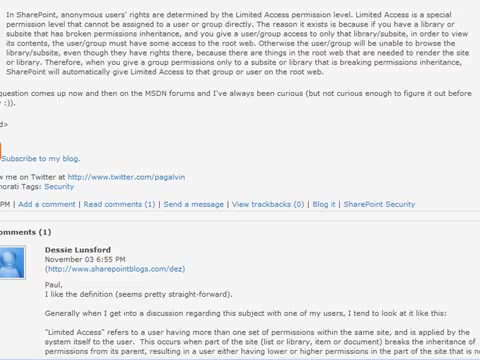 In SharePoint, anonymous users' rights are determined by the Limited Access permission level. Limited Access is a special
permission level that cannot be assigned to a user or group directly. The reason it exists is because if you have a library or
subsite that has broken permissions inheritance, and you give a user/group access to only that library/subsite, in order to view
its contents, the user/group must have some access to the root web. Otherwise the user/group will be unable to browse the
library/subsite, even though they have rights there, because there are things in the root web that are needed to render the site
or library. Therefore, when you give a group permissions only to a subsite or library that is breaking permissions inheritance,
SharePoint will automatically give Limited Access to that group or user on the root web.
question comes up now and then on the MSDN forums and I've always been curious (but not curious enough to figure it out before
:)).
d>
Subscribe to my blog.
w me on Twitter at http://www.twitter.com/pagalvin
norati Tags: Security
PM | Add a comment | Read comments (1) | Send a message | View trackbacks (0) | Blog it | SharePoint Security
omments (1)
Dessie Lunsford
November 03 6:55 PM
(http://www.sharepointblogs.com/dez)
Paul,
I like the definition (seems pretty straight-forward).
Generally when I get into a discussion regarding this subject with one of my users, I tend to look at it like this:
"Limited Access" refers to a user having more than one set of permissions within the same site, and is applied by the
system itself to the user.  This occurs when part of the site (list or library, item or document) breaks the inheritance of
permissions from its parent, resulting in a user either having lower or higher permissions in the part of the site that is no